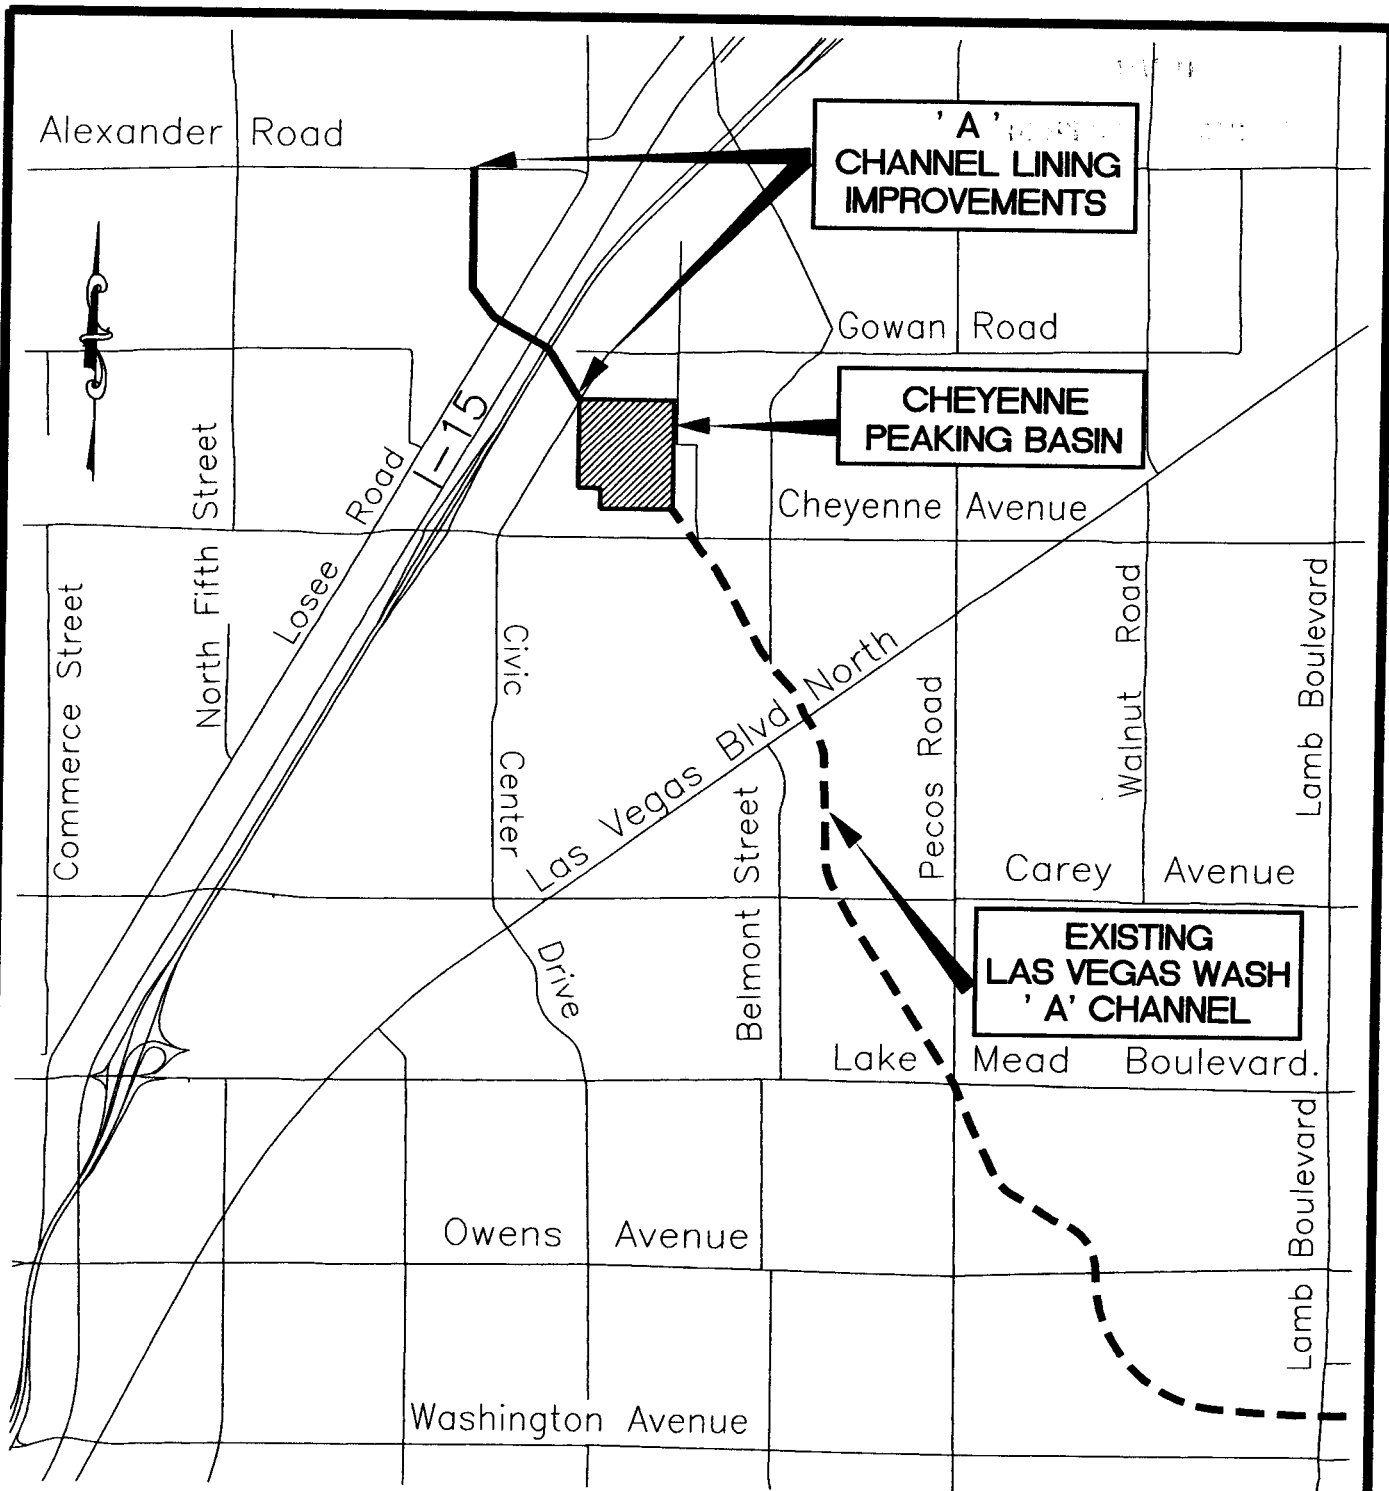 Alexander Road
' A '
CHANNEL LINING
IMPROVEMENTS
Gowan Road
CHEYENNE
PEAKING BASIN
I-15
North Fifth Street
Losee Road
Cheyenne Avenue
Commerce Street
Civic Center Drive
Las Vegas Blvd North
Belmont Street
Pecos Road
Walnut Road
Lamb Boulevard
Carey Avenue
EXISTING
LAS VEGAS WASH
' A' CHANNEL
Lake Mead Boulevard.
Owens Avenue
Lamb Boulevard
Lamb
Washington Avenue